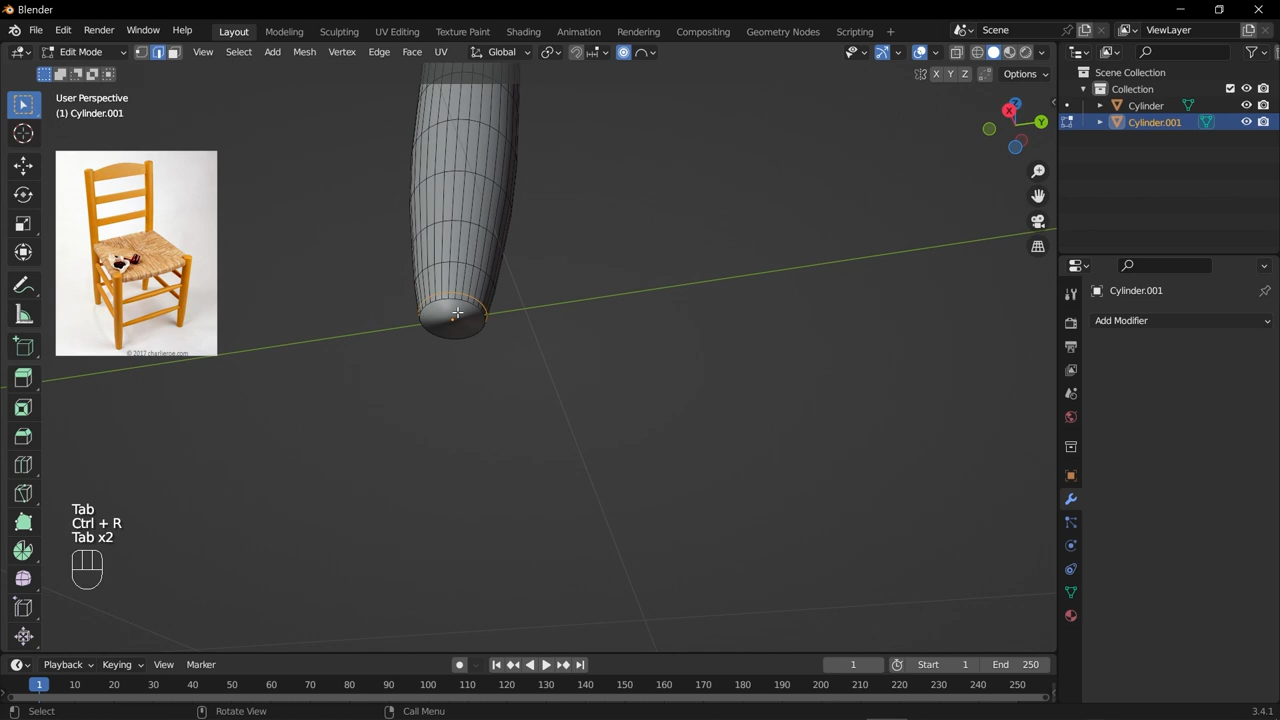 Blender
File Edit Render Window Help
Layout Modeling Sculpting UV Editing Texture Paint Shading Animation Rendering Compositing Geometry Nodes Scripting
Scene
ViewLayer
Edit Mode View Select Add Mesh Vertex Edge Face UV Global
X Y Z Options
User Perspective
(1) Cylinder.001
Scene Collection
Collection
Cylinder
Cylinder.001
Z
X
Y
Cylinder.001
Add Modifier
© 2017 charlieroe.com
Tab
Ctrl + R
Tab x2
Playback Keying View Marker 1 Start 1 End 250
1 10 20 30 40 50 60 70 80 90 100 110 120 130 140 150 160 170 180 190 200 210 220 230 240 250
Select Rotate View Call Menu 3.4.1